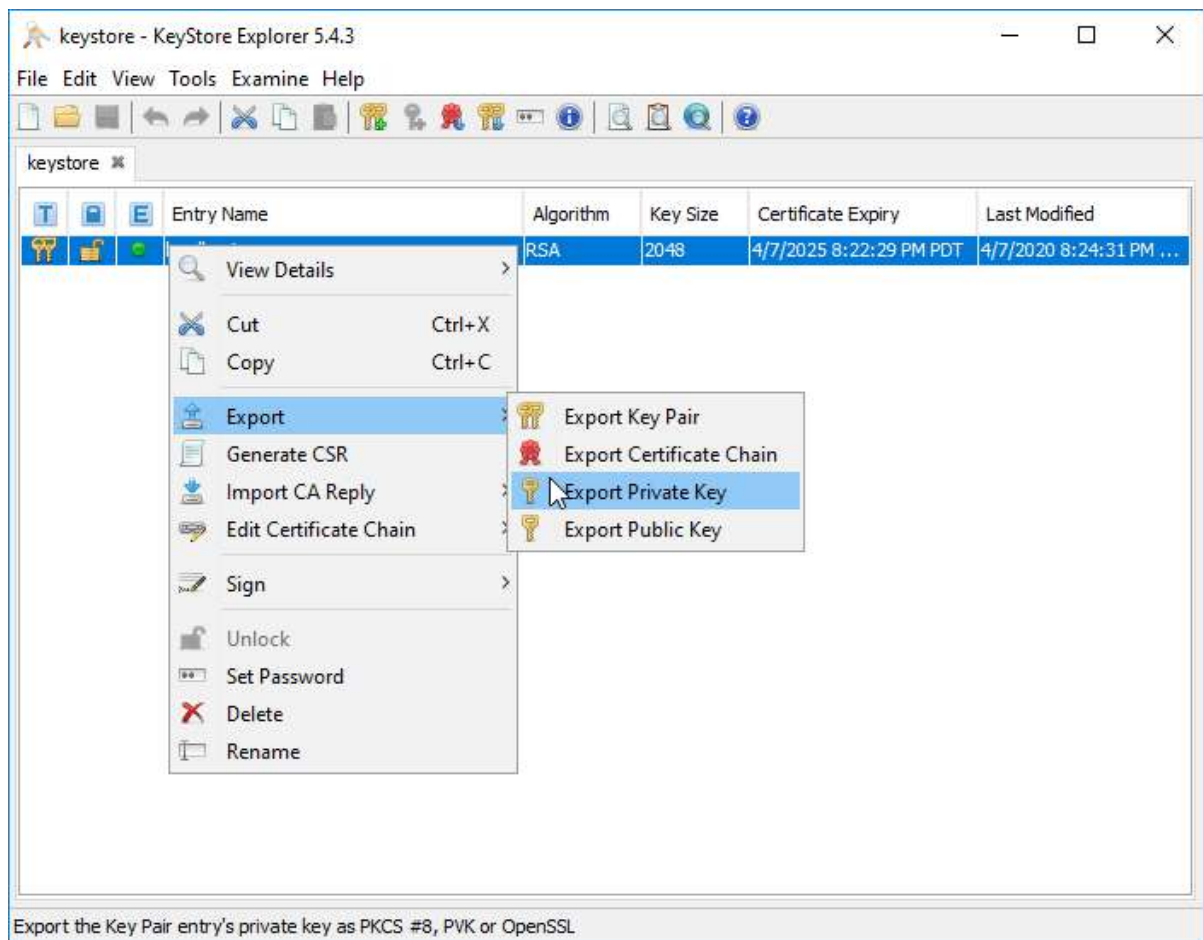 keystore - KeyStore Explorer 5.4.3
File Edit View Tools Examine Help
keystore
T E Entry Name Algorithm Key Size Certificate Expiry Last Modified
RSA 2048 4/7/2025 8:22:29 PM PDT 4/7/2020 8:24:31 PM ...
View Details
Cut Ctrl+X
Copy Ctrl+C
Export
Export Key Pair
Generate CSR
Export Certificate Chain
Import CA Reply
Export Private Key
Edit Certificate Chain
Export Public Key
Sign
Unlock
Set Password
Delete
Rename
Export the Key Pair entry's private key as PKCS #8, PVK or OpenSSL